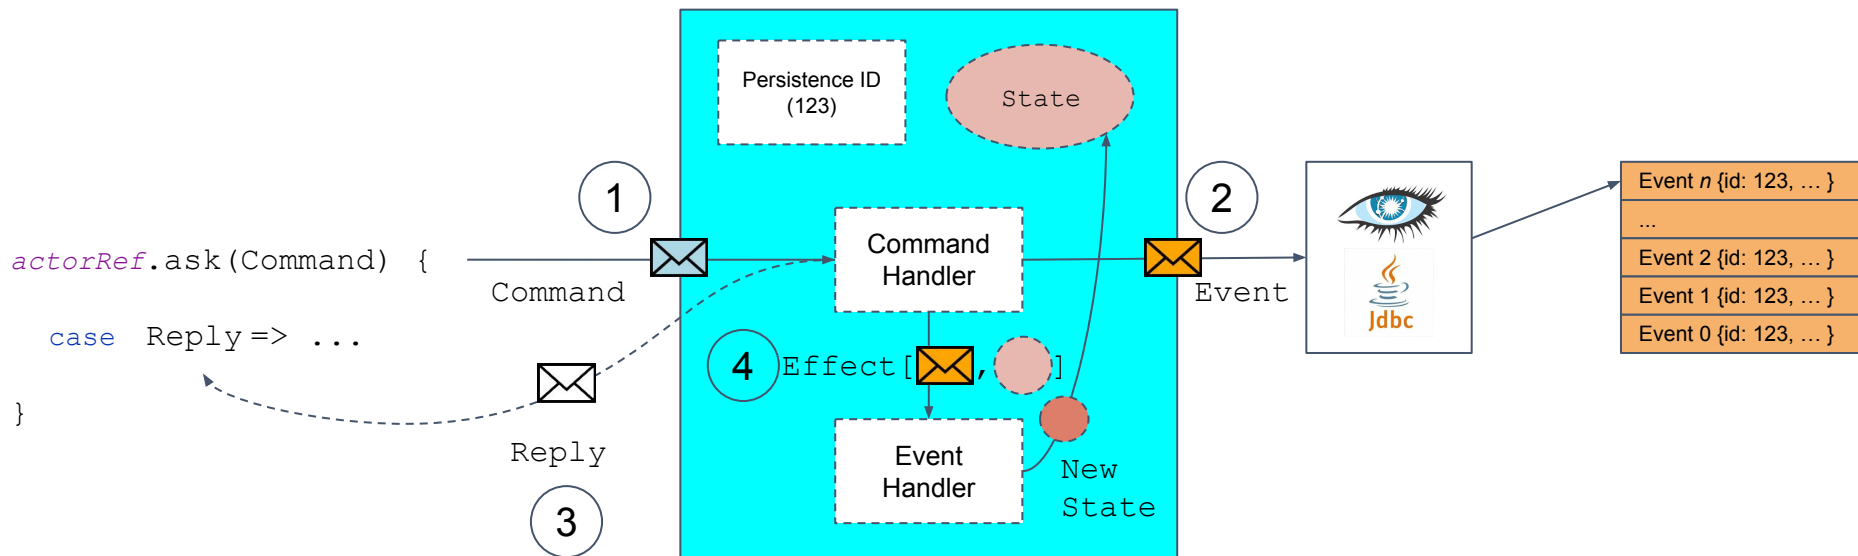 Persistence ID
(123)
State
1
2
Event n {id: 123, … }
...
Event 2 {id: 123, … }
Event 1 {id: 123, … }
Event 0 {id: 123, … }
Command
Handler
actorRef.ask(Command) {
Command
Event
Jdbc
case Reply => ...
4
Effect[ , ]
}
Reply
Event
Handler
New
State
3